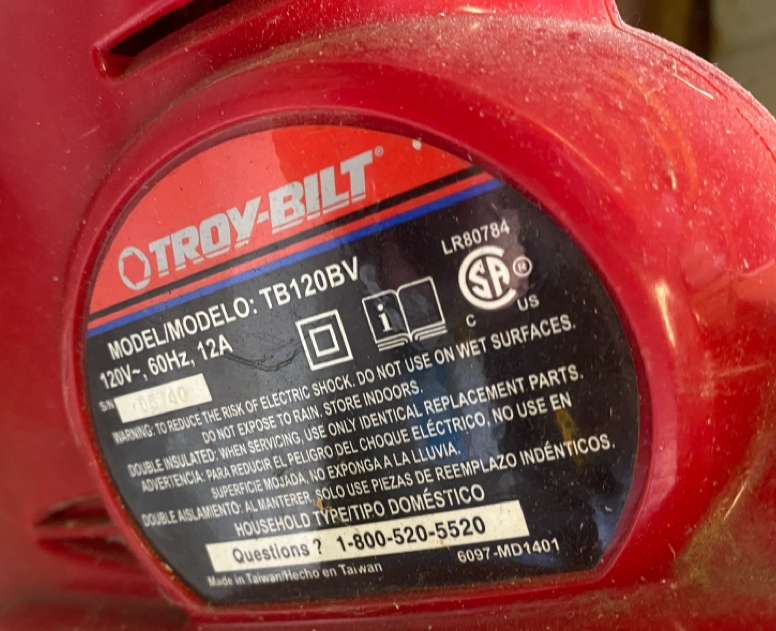 TROY-BILT®
MODEL/MODELO: TB120BV
LR80784
120V~, 60Hz, 12A
i
SA ®
C US
S/N
WARNING: TO REDUCE THE RISK OF ELECTRIC SHOCK. DO NOT USE ON WET SURFACES.
DO NOT EXPOSE TO RAIN. STORE INDOORS.
DOUBLE INSULATED: WHEN SERVICING, USE ONLY IDENTICAL REPLACEMENT PARTS.
ADVERTENCIA: PARA REDUCIR EL PELIGRO DEL CHOQUE ELÉCTRICO, NO USE EN
SUPERFICIE MOJADA, NO EXPONGA A LA LLUVIA.
DOUBLE AISLAMIENTO: AL MANTERER, SOLO USE PIEZAS DE REEMPLAZO INDÉNTICOS.
HOUSEHOLD TYPE/TIPO DOMÉSTICO
Questions ? 1-800-520-5520
Made in Taiwan/Hecho en Taiwan
6097-MD1401